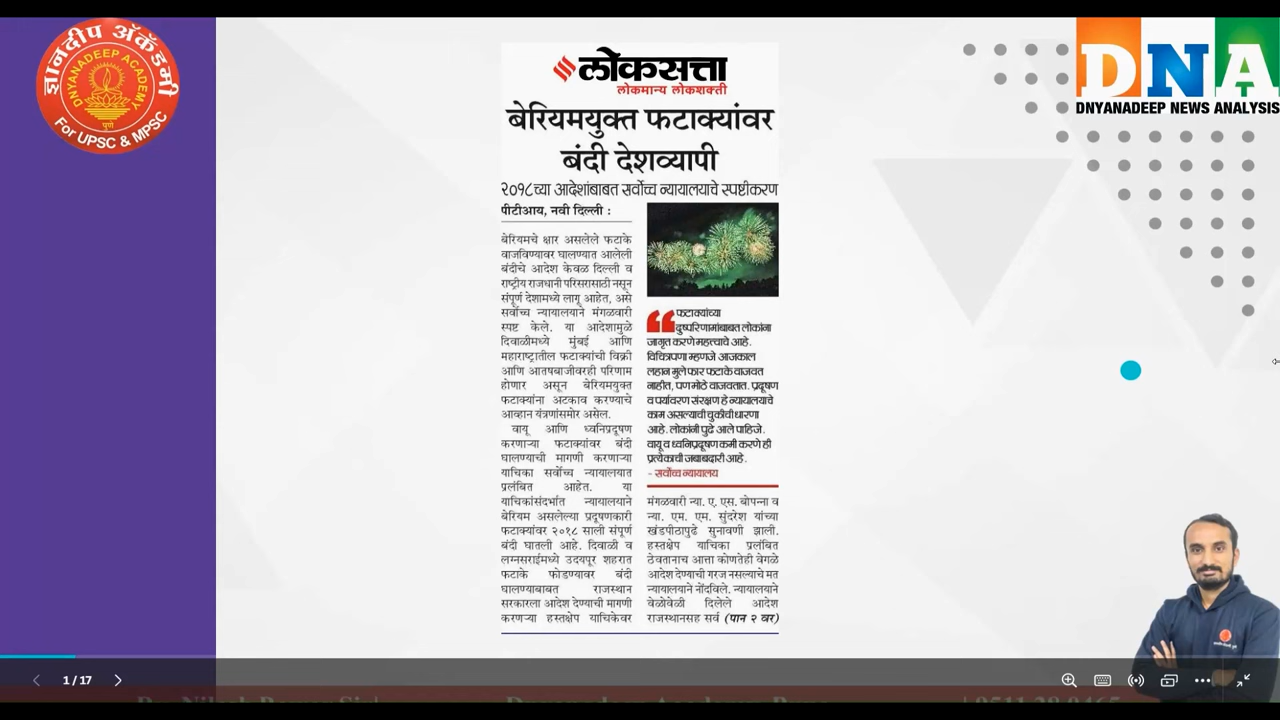 ज्ञानदीप अ‍ॅकॅडमी
DNYANADEEP ACADEMY
पुणे
For UPSC & MPSC
DNA
DNYANADEEP NEWS ANALYSIS
लोकसत्ता
लोकमान्य लोकशक्ती
बेरियमयुक्त फटाक्यांवर
बंदी देशव्यापी
२०१८च्या आदेशांबाबत सर्वोच्च न्यायालयाचे स्पष्टीकरण
पीटीआय, नवी दिल्ली :
बेरियमचे क्षार असलेले फटाके
वाजविण्यावर घालण्यात आलेली
बंदीचे आदेश केवळ दिल्ली व
राष्ट्रीय राजधानी परिसरासाठी नसून
संपूर्ण देशामध्ये लागू आहेत, असे
सर्वोच्च न्यायालयाने मंगळवारी
स्पष्ट केले. या आदेशामुळे
दिवाळीमध्ये मुंबई आणि
महाराष्ट्रातील फटाक्यांची विक्री
आणि आतषबाजीवरही परिणाम
होणार असून बेरियमयुक्त
फटाक्यांना अटकाव करण्याचे
आव्हान यंत्रणांसमोर असेल.
वायू आणि ध्वनिप्रदूषण
करणाऱ्या फटाक्यांवर बंदी
घालण्याची मागणी करणाऱ्या
याचिका सर्वोच्च न्यायालयात
प्रलंबित आहेत. या
याचिकांसंदर्भात न्यायालयाने
बेरियम असलेल्या प्रदूषणकारी
फटाक्यांवर २०१८ साली संपूर्ण
बंदी घातली आहे. दिवाळी व
लग्नसराईमध्ये उदयपूर शहरात
फटाके फोडण्यावर बंदी
घालण्याबाबत राजस्थान
सरकारला आदेश देण्याची मागणी
करणऱ्या हस्तक्षेप याचिकेवर
फटाक्यांच्या
दुष्परिणामांबाबत लोकांना
जागृत करणे महत्त्वाचे आहे.
विचित्रपणा म्हणजे आजकाल
लहान मुले फार फटाके वाजवत
नाहीत, पण मोठे वाजवतात. प्रदूषण
व पर्यावरण संरक्षण हे न्यायालयाचे
काम असल्याची चुकीची धारणा
आहे. लोकांनी पुढे आले पाहिजे.
वायू व ध्वनिप्रदूषण कमी करणे ही
प्रत्येकाची जबाबदारी आहे.
- सर्वोच्च न्यायालय
मंगळवारी न्या. ए. एस. बोपन्ना व
न्या. एम. एम. सुंदरेश यांच्या
खंडपीठापुढे सुनावणी झाली.
हस्तक्षेप याचिका प्रलंबित
ठेवतानाच आत्ता कोणतेही वेगळे
आदेश देण्याची गरज नसल्याचे मत
न्यायालयाने नोंदविले. न्यायालयाने
वेळोवेळी दिलेले आदेश
राजस्थानसह सर्व (पान २ वर)
1 / 17